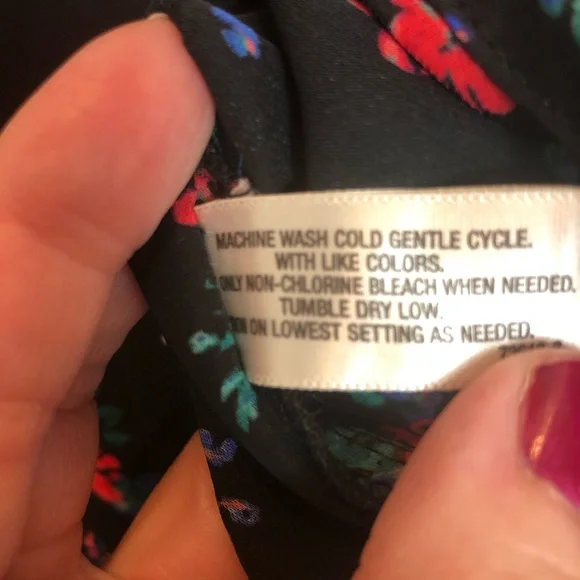 MACHINE WASH COLD GENTLE CYCLE.
WITH LIKE COLORS.
ONLY NON-CHLORINE BLEACH WHEN NEEDED.
TUMBLE DRY LOW.
ON LOWEST SETTING AS NEEDED.